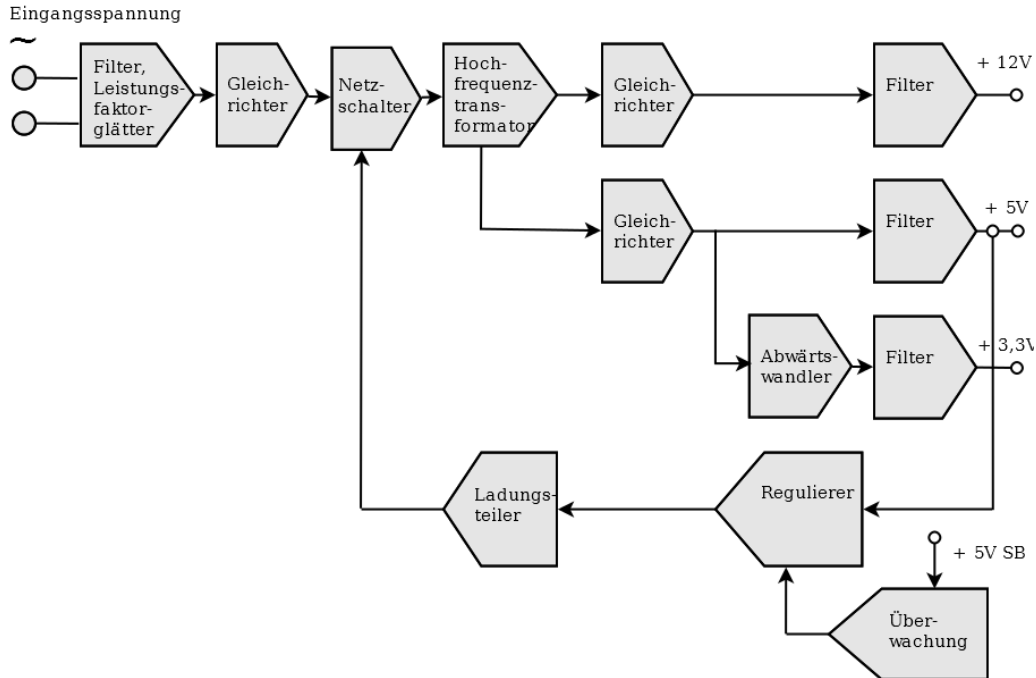 Eingangsspannung
~
Filter,
Leistungs-
faktor-
glätter
Gleich-
richter
Netz-
schalter
Hoch-
frequenz-
trans-
formator
Gleich-
richter
Filter
+ 12V
Gleich-
richter
Filter
+ 5V
Abwärts-
wandler
Filter
+ 3,3V
Ladungs-
teiler
Regulierer
+ 5V SB
Über-
wachung